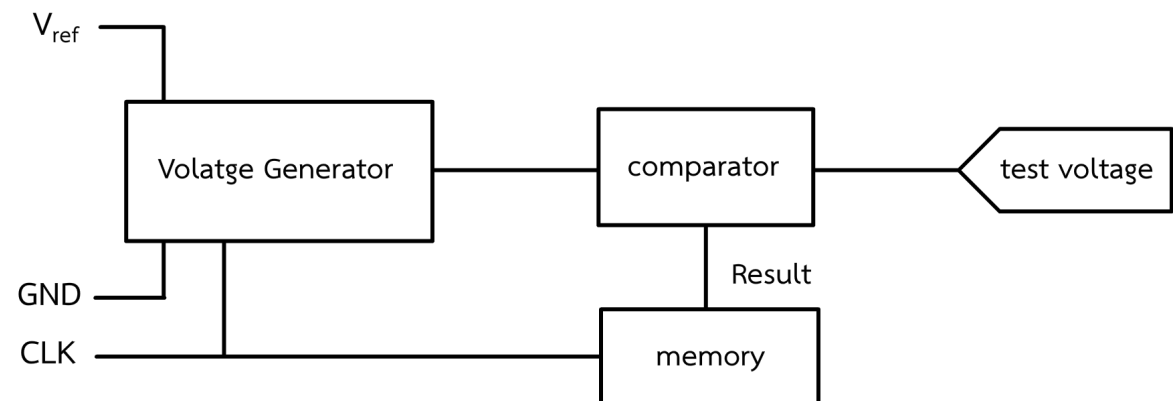 Vref
Volatge Generator
comparator
test voltage
Result
GND
CLK
memory